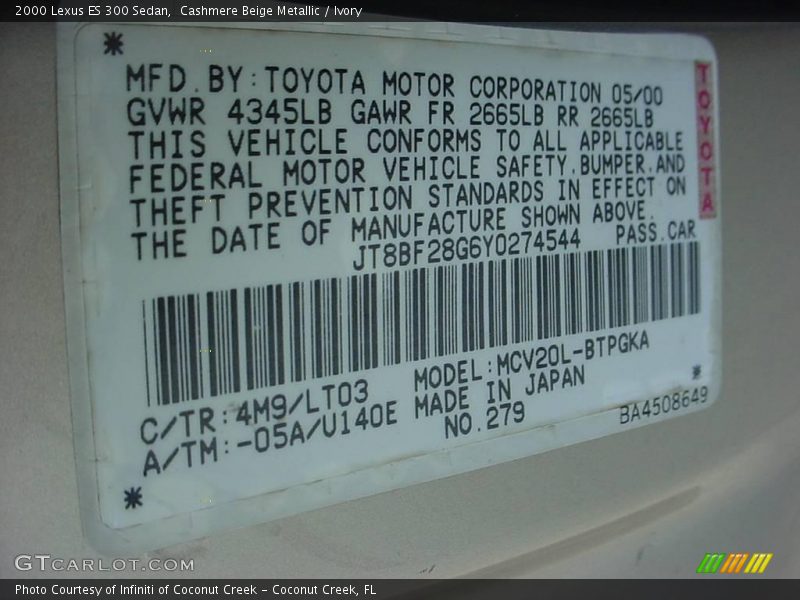 2000 Lexus ES 300 Sedan,  Cashmere Beige Metallic / Ivory
MFD.BY:TOYOTA MOTOR CORPORATION 05/00
GVWR 4345LB GAWR FR 2665LB RR 2665LB
THIS VEHICLE CONFORMS TO ALL APPLICABLE
FEDERAL MOTOR VEHICLE SAFETY,BUMPER,AND
THEFT PREVENTION STANDARDS IN EFFECT ON
THE DATE OF MANUFACTURE SHOWN ABOVE.
JT8BF28G6Y0274544 PASS.CAR
TOYOTA
C/TR:4M9/LT03 MODEL:MCV20L-BTPGKA
A/TM:-05A/U140E MADE IN JAPAN
NO.279 BA4508649
GTCARLOT.COM
Photo Courtesy of Infiniti of Coconut Creek – Coconut Creek, FL